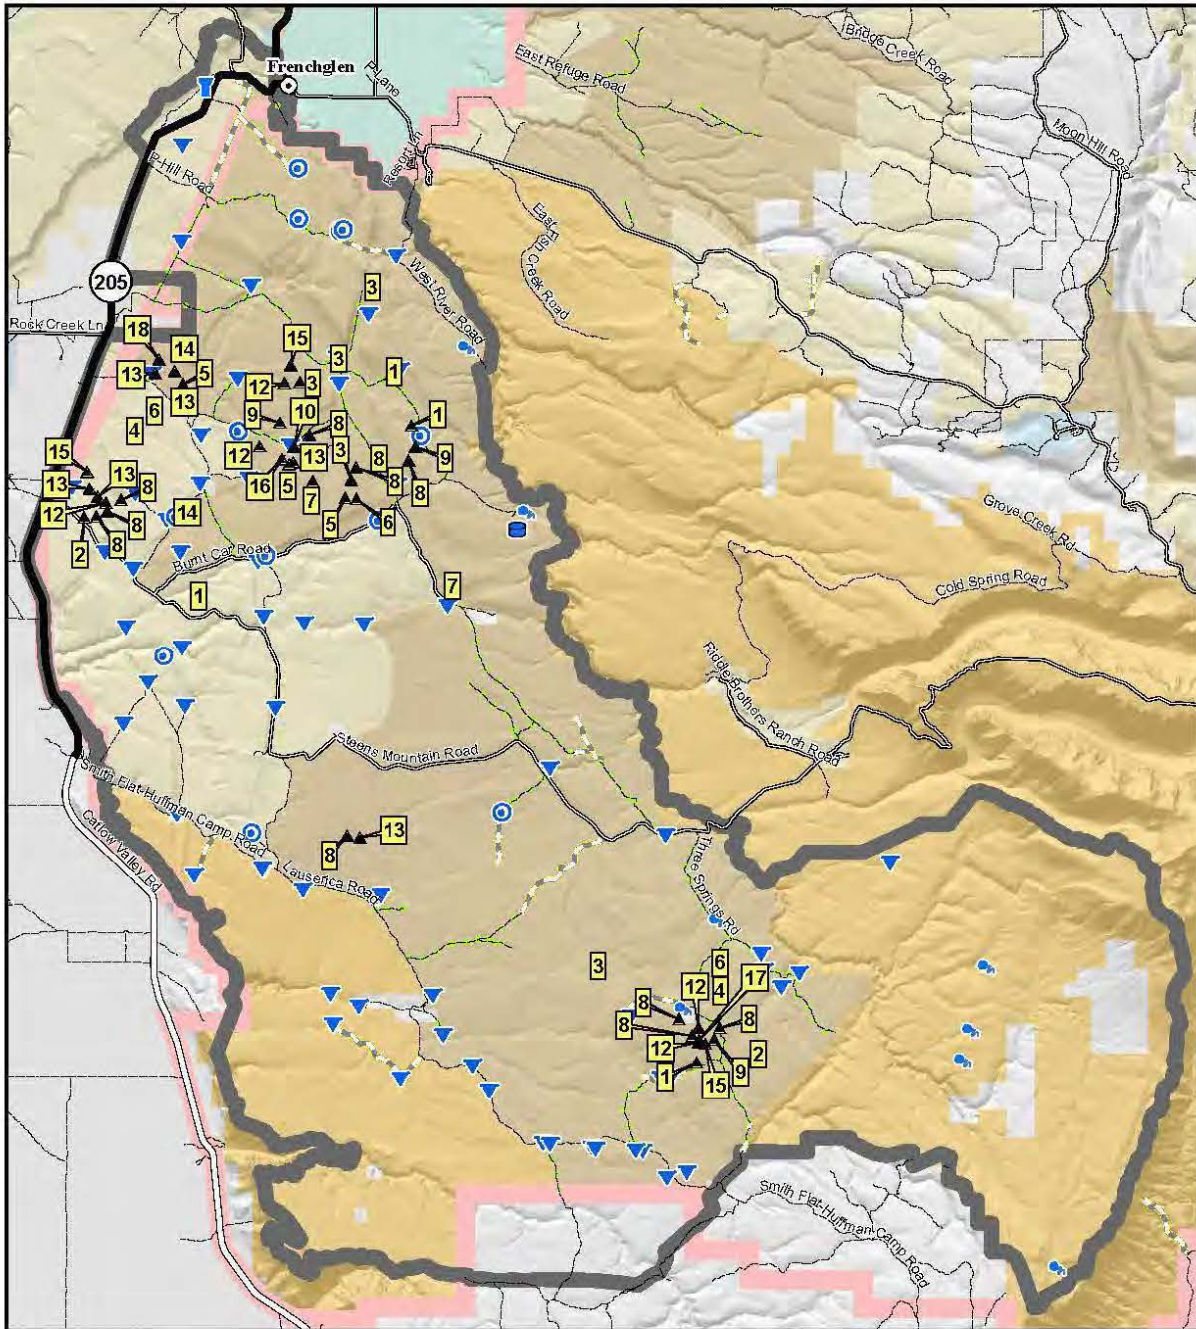 Frenchglen
P Lane
East Refuge Road
Bridge Creek Road
Moon Hill Road
Resort Ln
P Hill Road
East
Creek Road
West River Road
205
Rock Creek Ln
3
18
14
15
3
13
5
12
3
1
13
6
10
9
8
1
4
3
12
8
9
15
13
13
13
8
16
5
8
8
12
7
14
5
6
2
8
8
Grove Creek Rd
Burnt Car Road
Cold Spring Road
1
7
Riddle Brothers Ranch Road
Steens Mountain Road
Smith Flat-Huffman Camp Road
Catlow Valley Rd
13
8
Lauserica Road
Three Springs Rd
3
6
17
12
4
8
8
8
12
2
9
1
15
Smith Flat-Huffman Camp Road